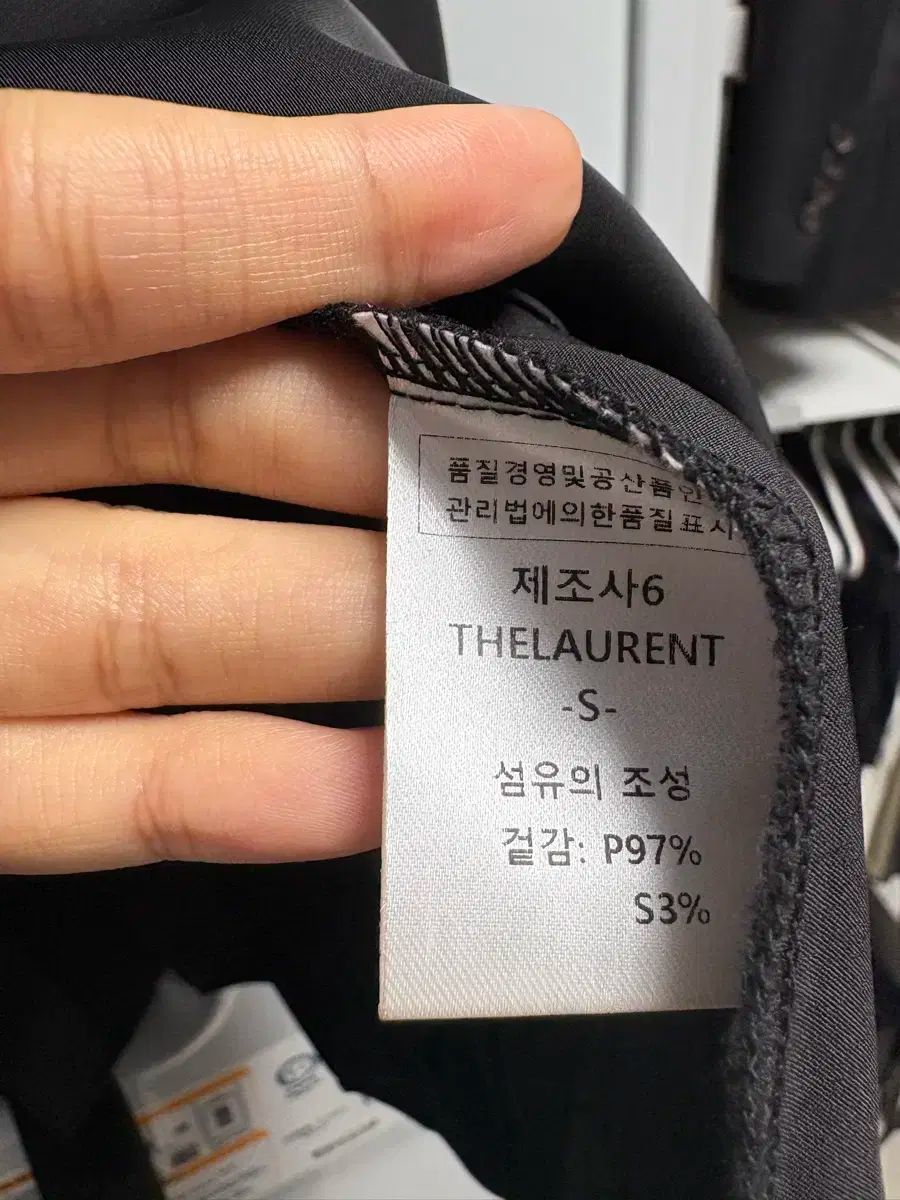 품질경영및공산품안
관리법에의한품질표시
제조사6
THELAURENT
-S-
섬유의 조성
겉감: P97%
S3%